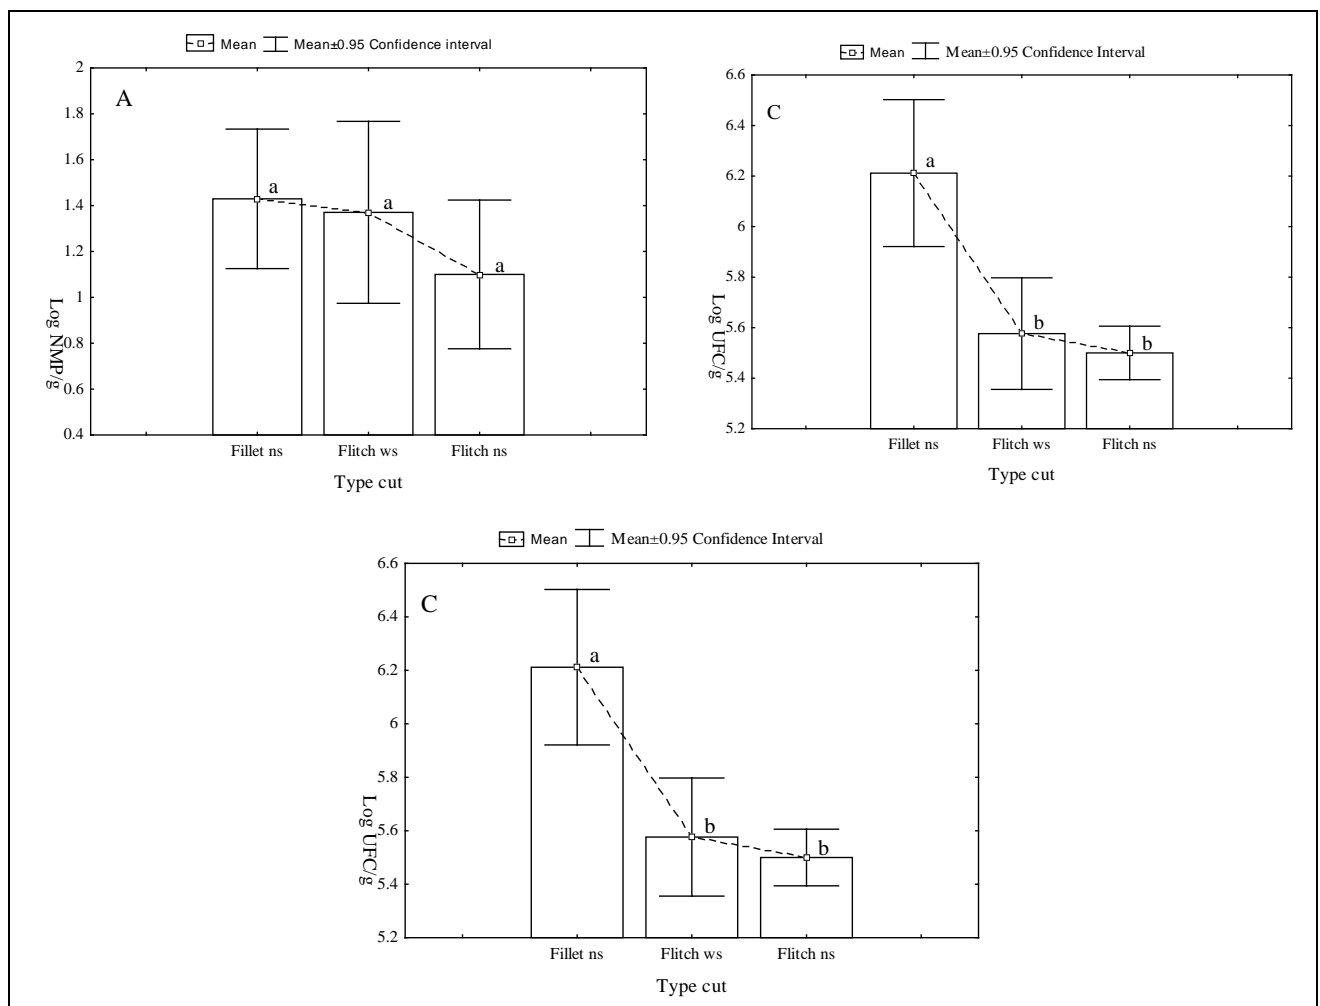 Mean Mean±0.95 Confidence interval
A
2
1.8
1.6
1.4
1.2
1
0.8
0.6
0.4
Log NMP/g
a
a
a
Fillet ns Flitch ws Flitch ns
Type cut
Mean Mean±0.95 Confidence Interval
C
6.6
6.4
6.2
6
5.8
5.6
5.4
5.2
Log UFC/g
a
b
b
Fillet ns Flitch ws Flitch ns
Type cut
Mean Mean±0.95 Confidence Interval
C
6.6
6.4
6.2
6
5.8
5.6
5.4
5.2
Log UFC/g
a
b
b
Fillet ns Flitch ws Flitch ns
Type cut